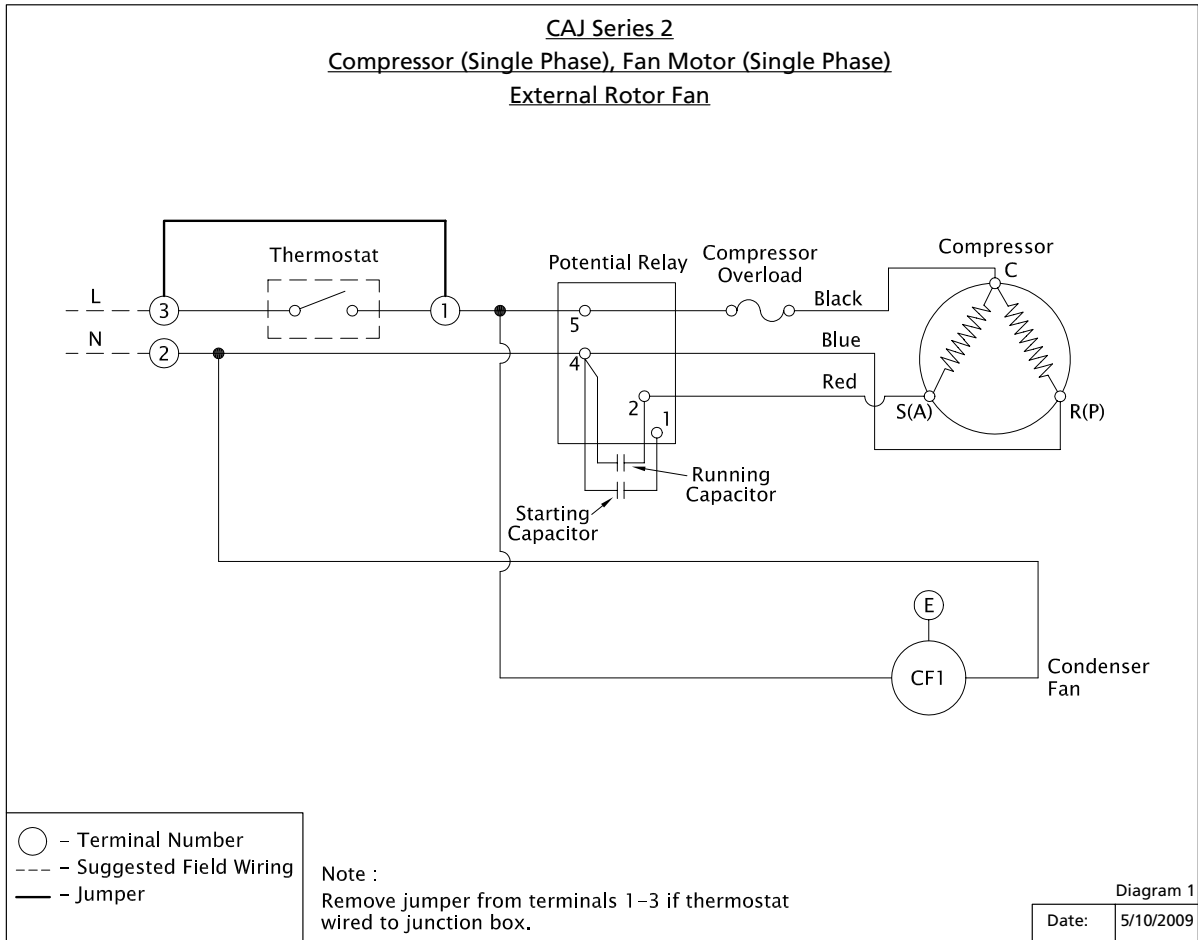 CAJ Series 2
Compressor (Single Phase), Fan Motor (Single Phase)
External Rotor Fan
Thermostat
Potential Relay
Compressor
Overload
Compressor
C
L
3
1
5
Black
N
2
4
Blue
Red
2
S(A)
R(P)
1
Running
Capacitor
Starting
Capacitor
E
CF1
Condenser
Fan
– Terminal Number
– Suggested Field Wiring
– Jumper
Note :
Remove jumper from terminals 1–3 if thermostat
wired to junction box.
Diagram 1
Date: 5/10/2009